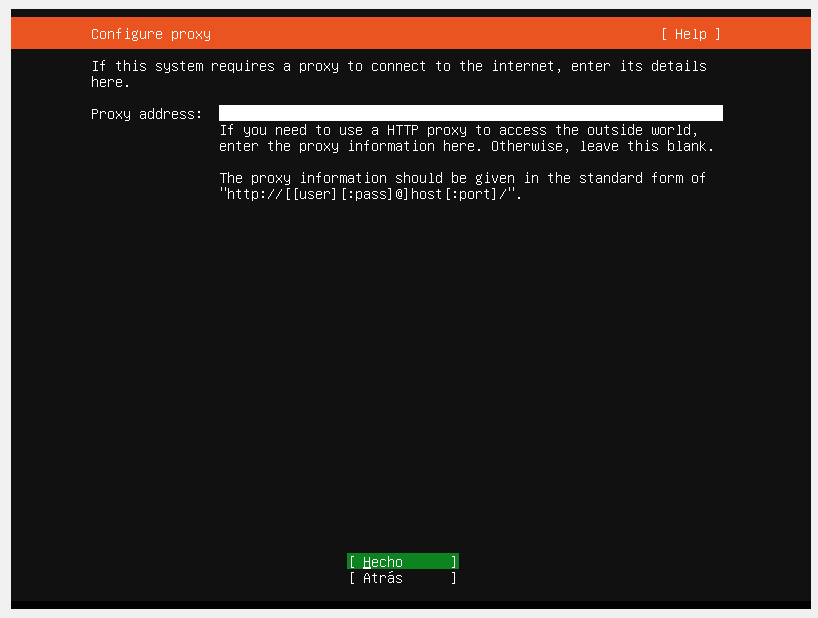 Configure proxy [ Help ]
If this system requires a proxy to connect to the internet, enter its details
here.
Proxy address:
If you need to use a HTTP proxy to access the outside world,
enter the proxy information here. Otherwise, leave this blank.
The proxy information should be given in the standard form of
"http://[[user][:pass]@]host[:port]/".
[ Hecho ]
[ Atrás ]